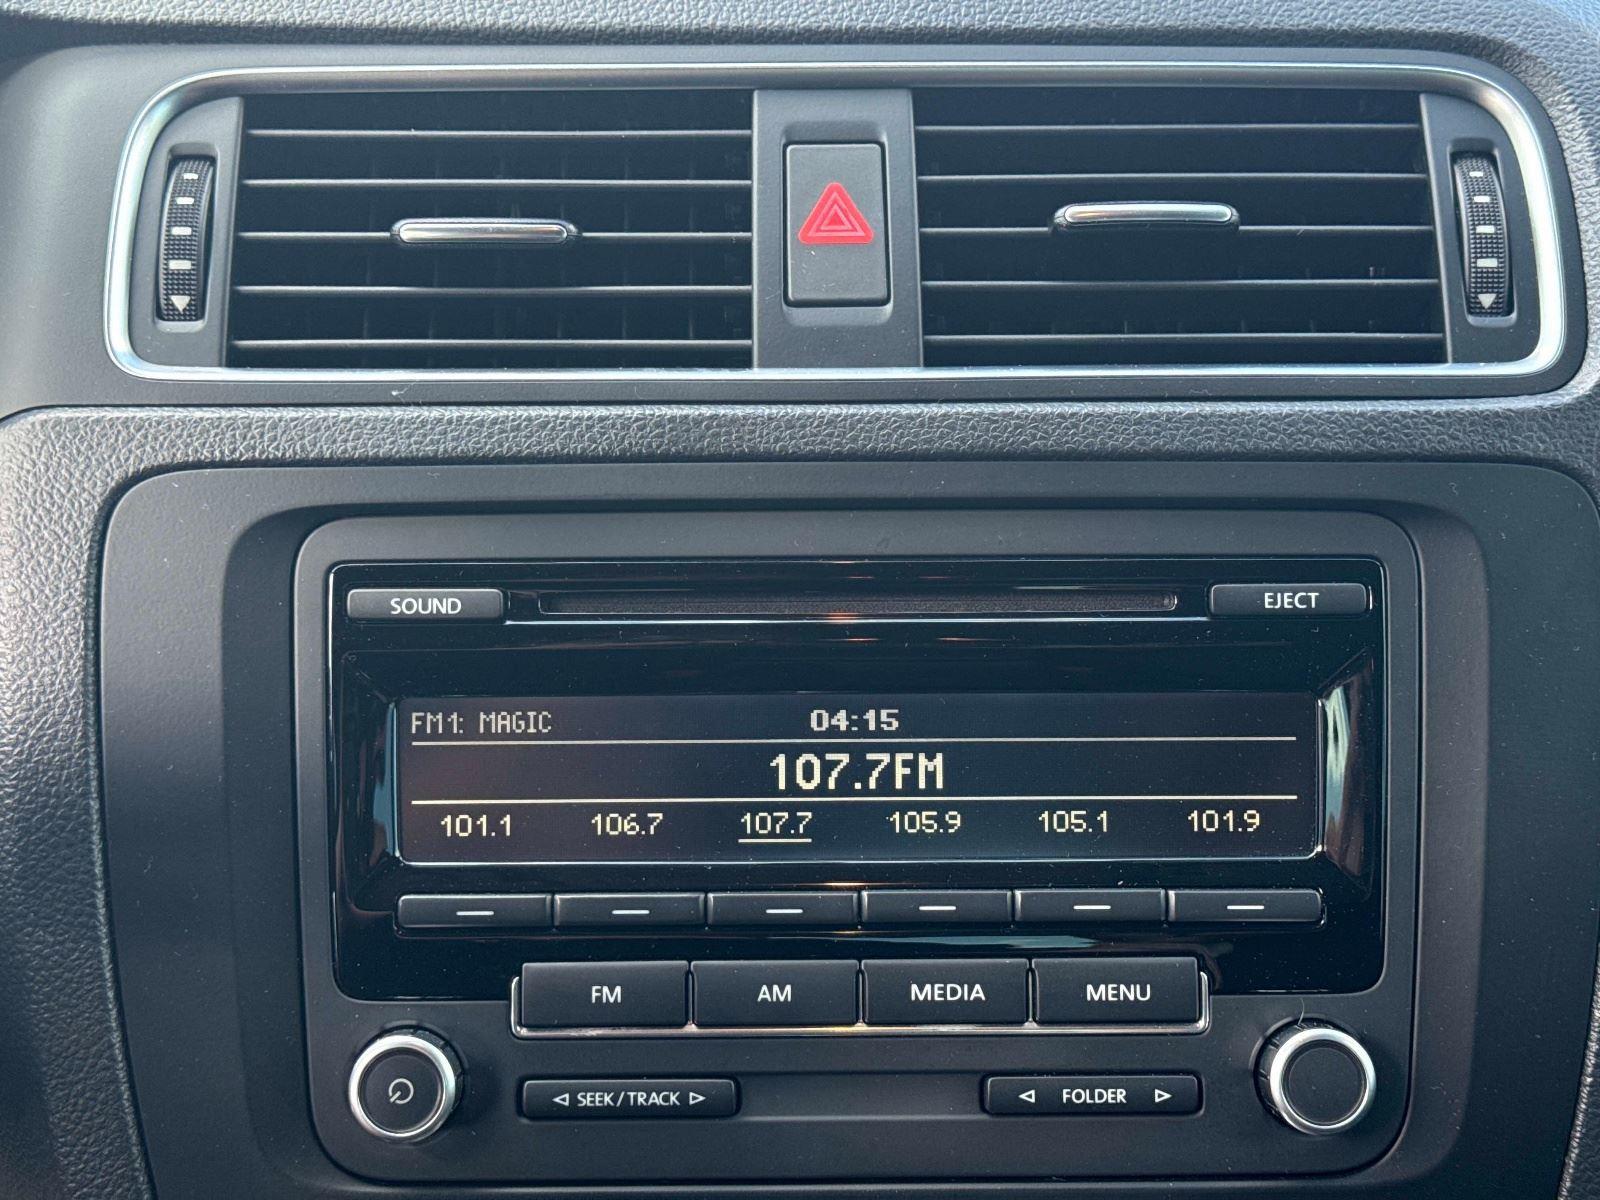 SOUND
EJECT
FM1: MAGIC 04:15
107.7FM
101.1 106.7 107.7 105.9 105.1 101.9
FM AM MEDIA MENU
SEEK/TRACK
FOLDER